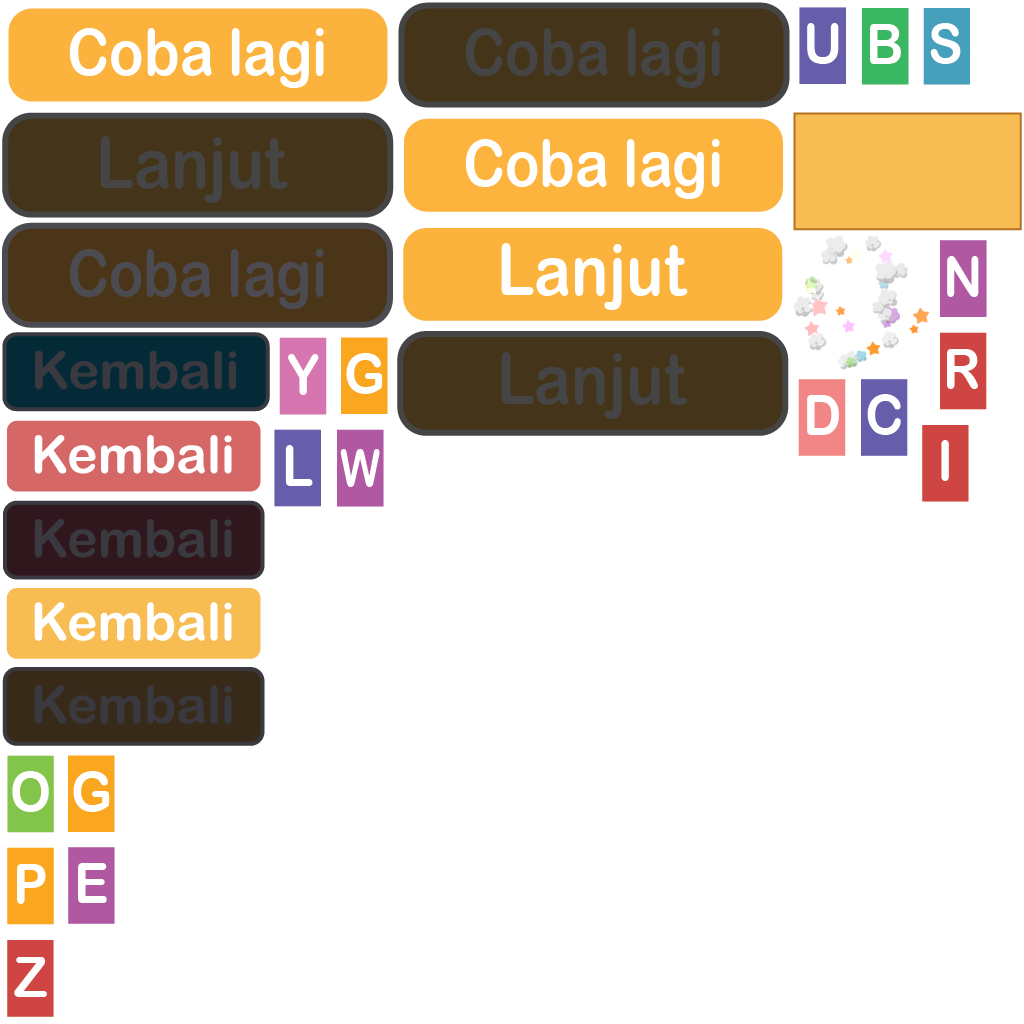 Coba lagi
Coba lagi
U B S
Lanjut
Coba lagi
Coba lagi
Lanjut
N
Kembali
Y G
Lanjut
R
D C
Kembali
L W
I
Kembali
Kembali
Kembali
O G
P E
Z